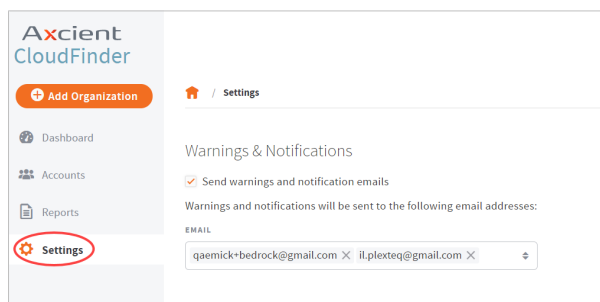 Axcient
CloudFinder
Add Organization
Dashboard
Accounts
Reports
Settings
/ Settings
Warnings & Notifications
Send warnings and notification emails
Warnings and notifications will be sent to the following email addresses:
EMAIL
qaemick+bedrock@gmail.com × il.plexteq@gmail.com ×